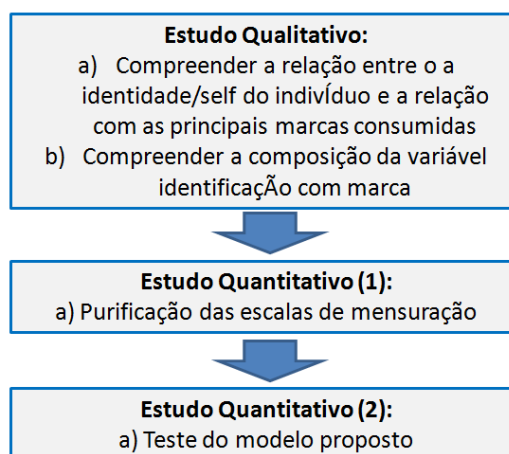 Estudo Qualitativo:
a) Compreender a relação entre o a
identidade/self do indivÍduo e a relação
com as principais marcas consumidas
b) Compreender a composição da variável
identificaçÃo com marca
Estudo Quantitativo (1):
a) Purificação das escalas de mensuração
Estudo Quantitativo (2):
a) Teste do modelo proposto